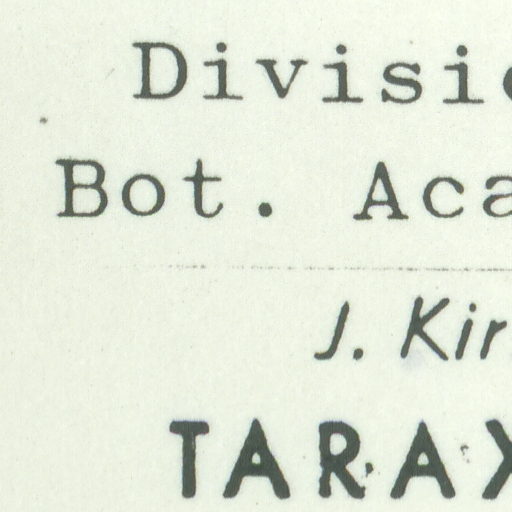 Divisi
Bot. Aca
J. Kir
TARAX